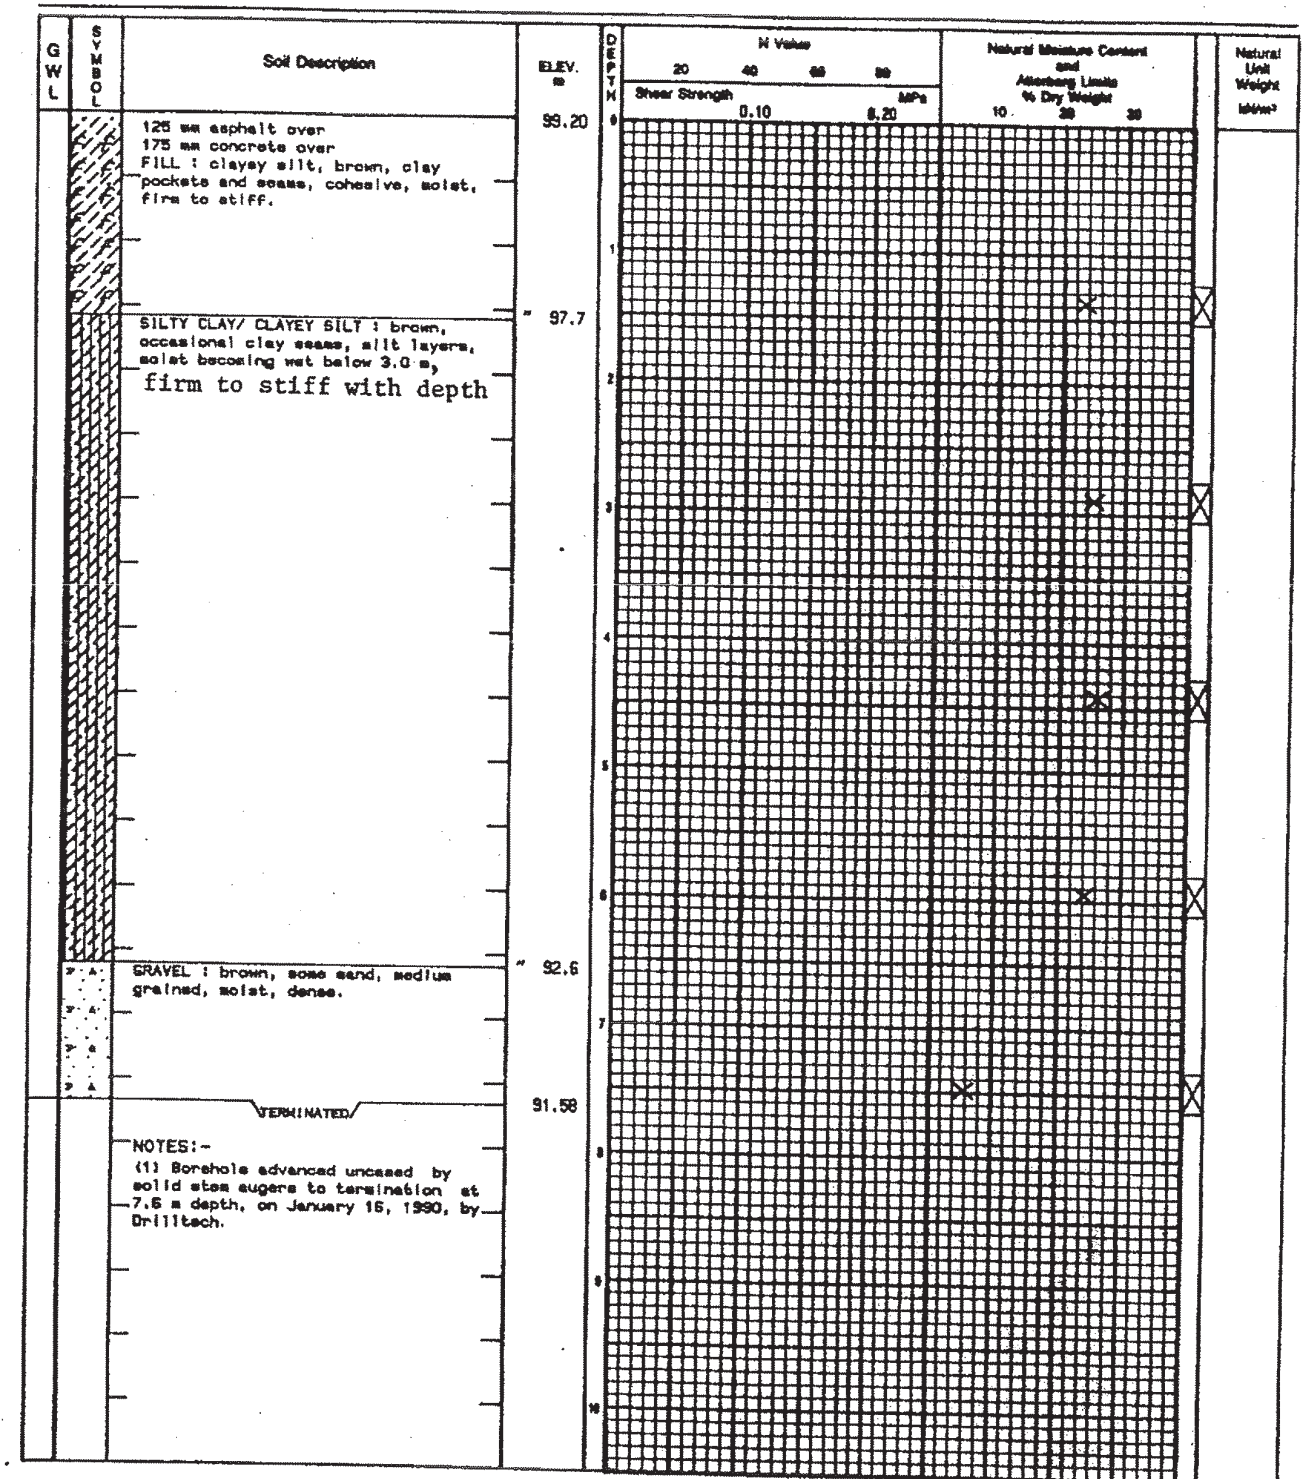 GWL
SYMBOL
Soil Description
ELEV.
m
DEPTH
N Value
20 40 60 80
Shear Strength MPa
0.10 0.20
Natural Moisture Content
and
Atterberg Limits
% Dry Weight
10 20 30
Natural
Unit
Weight
kN/m³
99.20
0
125 mm asphalt over
175 mm concrete over
FILL : clayey silt, brown, clay
pockets and seams, cohesive, moist,
firm to stiff.
1
" 97.7
SILTY CLAY/ CLAYEY SILT : brown,
occasional clay seams, silt layers,
moist becoming wet below 3.0 m,
firm to stiff with depth
2
3
4
5
6
" 92.6
GRAVEL : brown, some sand, medium
grained, moist, dense.
7
TERMINATED
91.58
NOTES:-
(1) Borehole advanced uncased by
solid stem augers to termination at
7.6 m depth, on January 16, 1990, by
Drilltech.
8
9
10